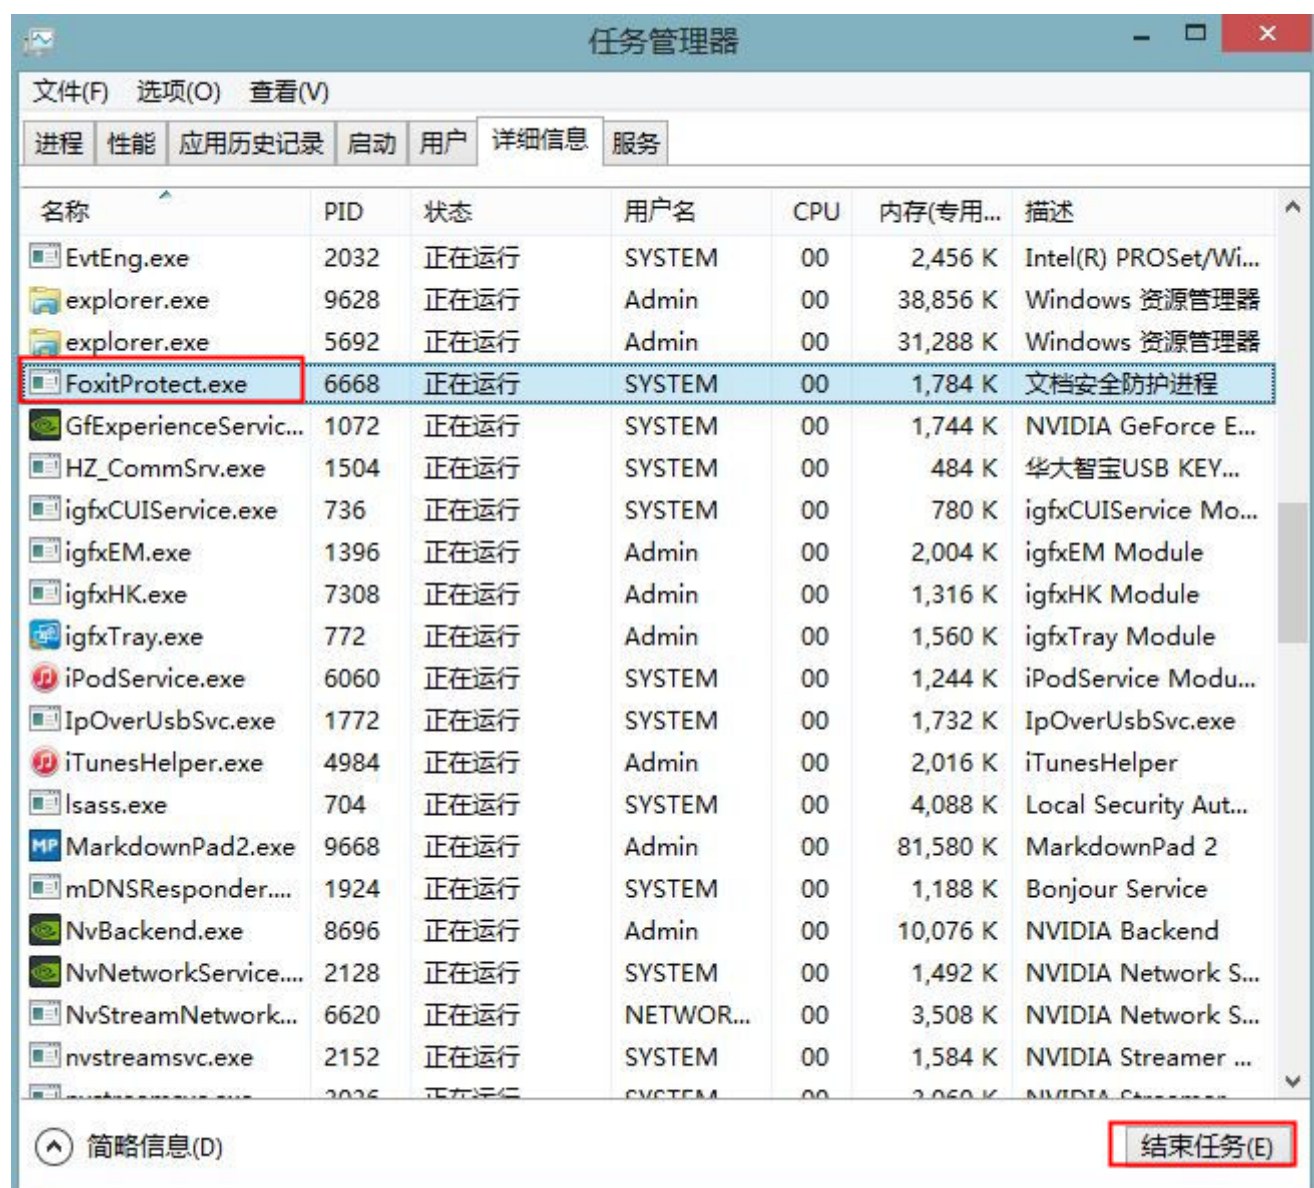 任务管理器
文件(F) 选项(O) 查看(V)
进程 性能 应用历史记录 启动 用户 详细信息 服务
名称 PID 状态 用户名 CPU 内存(专用... 描述
EvtEng.exe 2032 正在运行 SYSTEM 00 2,456 K Intel(R) PROSet/Wi...
explorer.exe 9628 正在运行 Admin 00 38,856 K Windows 资源管理器
explorer.exe 5692 正在运行 Admin 00 31,288 K Windows 资源管理器
FoxitProtect.exe 6668 正在运行 SYSTEM 00 1,784 K 文档安全防护进程
GfExperienceServic... 1072 正在运行 SYSTEM 00 1,744 K NVIDIA GeForce E...
HZ_CommSrv.exe 1504 正在运行 SYSTEM 00 484 K 华大智宝USB KEY...
igfxCUIService.exe 736 正在运行 SYSTEM 00 780 K igfxCUIService Mo...
igfxEM.exe 1396 正在运行 Admin 00 2,004 K igfxEM Module
igfxHK.exe 7308 正在运行 Admin 00 1,316 K igfxHK Module
igfxTray.exe 772 正在运行 Admin 00 1,560 K igfxTray Module
iPodService.exe 6060 正在运行 SYSTEM 00 1,244 K iPodService Modu...
IpOverUsbSvc.exe 1772 正在运行 SYSTEM 00 1,732 K IpOverUsbSvc.exe
iTunesHelper.exe 4984 正在运行 Admin 00 2,016 K iTunesHelper
lsass.exe 704 正在运行 SYSTEM 00 4,088 K Local Security Aut...
MarkdownPad2.exe 9668 正在运行 Admin 00 81,580 K MarkdownPad 2
mDNSResponder.... 1924 正在运行 SYSTEM 00 1,188 K Bonjour Service
NvBackend.exe 8696 正在运行 Admin 00 10,076 K NVIDIA Backend
NvNetworkService.... 2128 正在运行 SYSTEM 00 1,492 K NVIDIA Network S...
NvStreamNetwork... 6620 正在运行 NETWOR... 00 3,508 K NVIDIA Network S...
nvstreamsvc.exe 2152 正在运行 SYSTEM 00 1,584 K NVIDIA Streamer ...
简略信息(D) 结束任务(E)